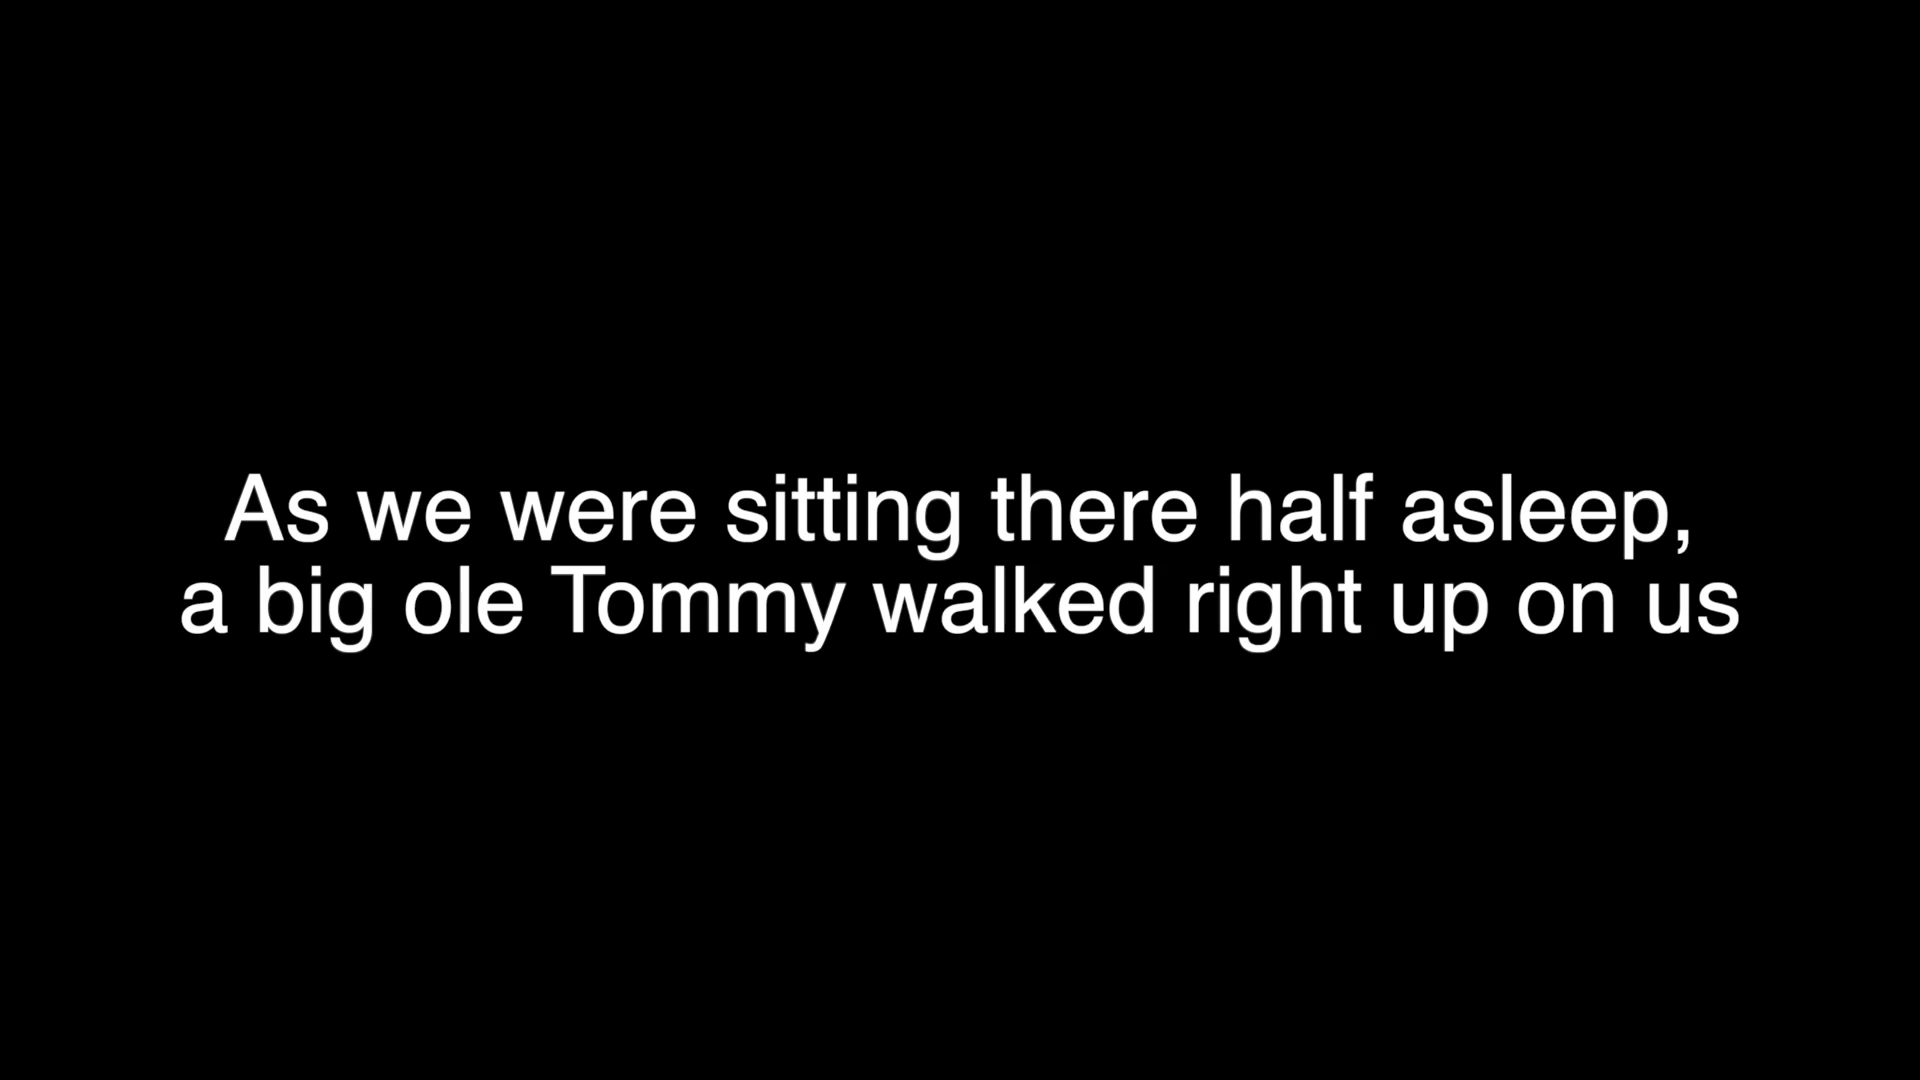 As we were sitting there half asleep,
a big ole Tommy walked right up on us